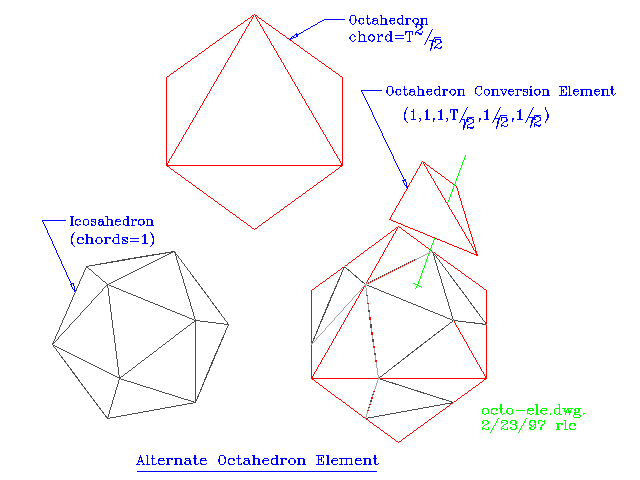 Octahedron
chord=T²/√2
Octahedron Conversion Element
(1,1,1,T/√2,1/√2,1/√2)
Icosahedron
(chords=1)
octo-ele.dwg.
2/23/97 rlc
Alternate Octahedron Element